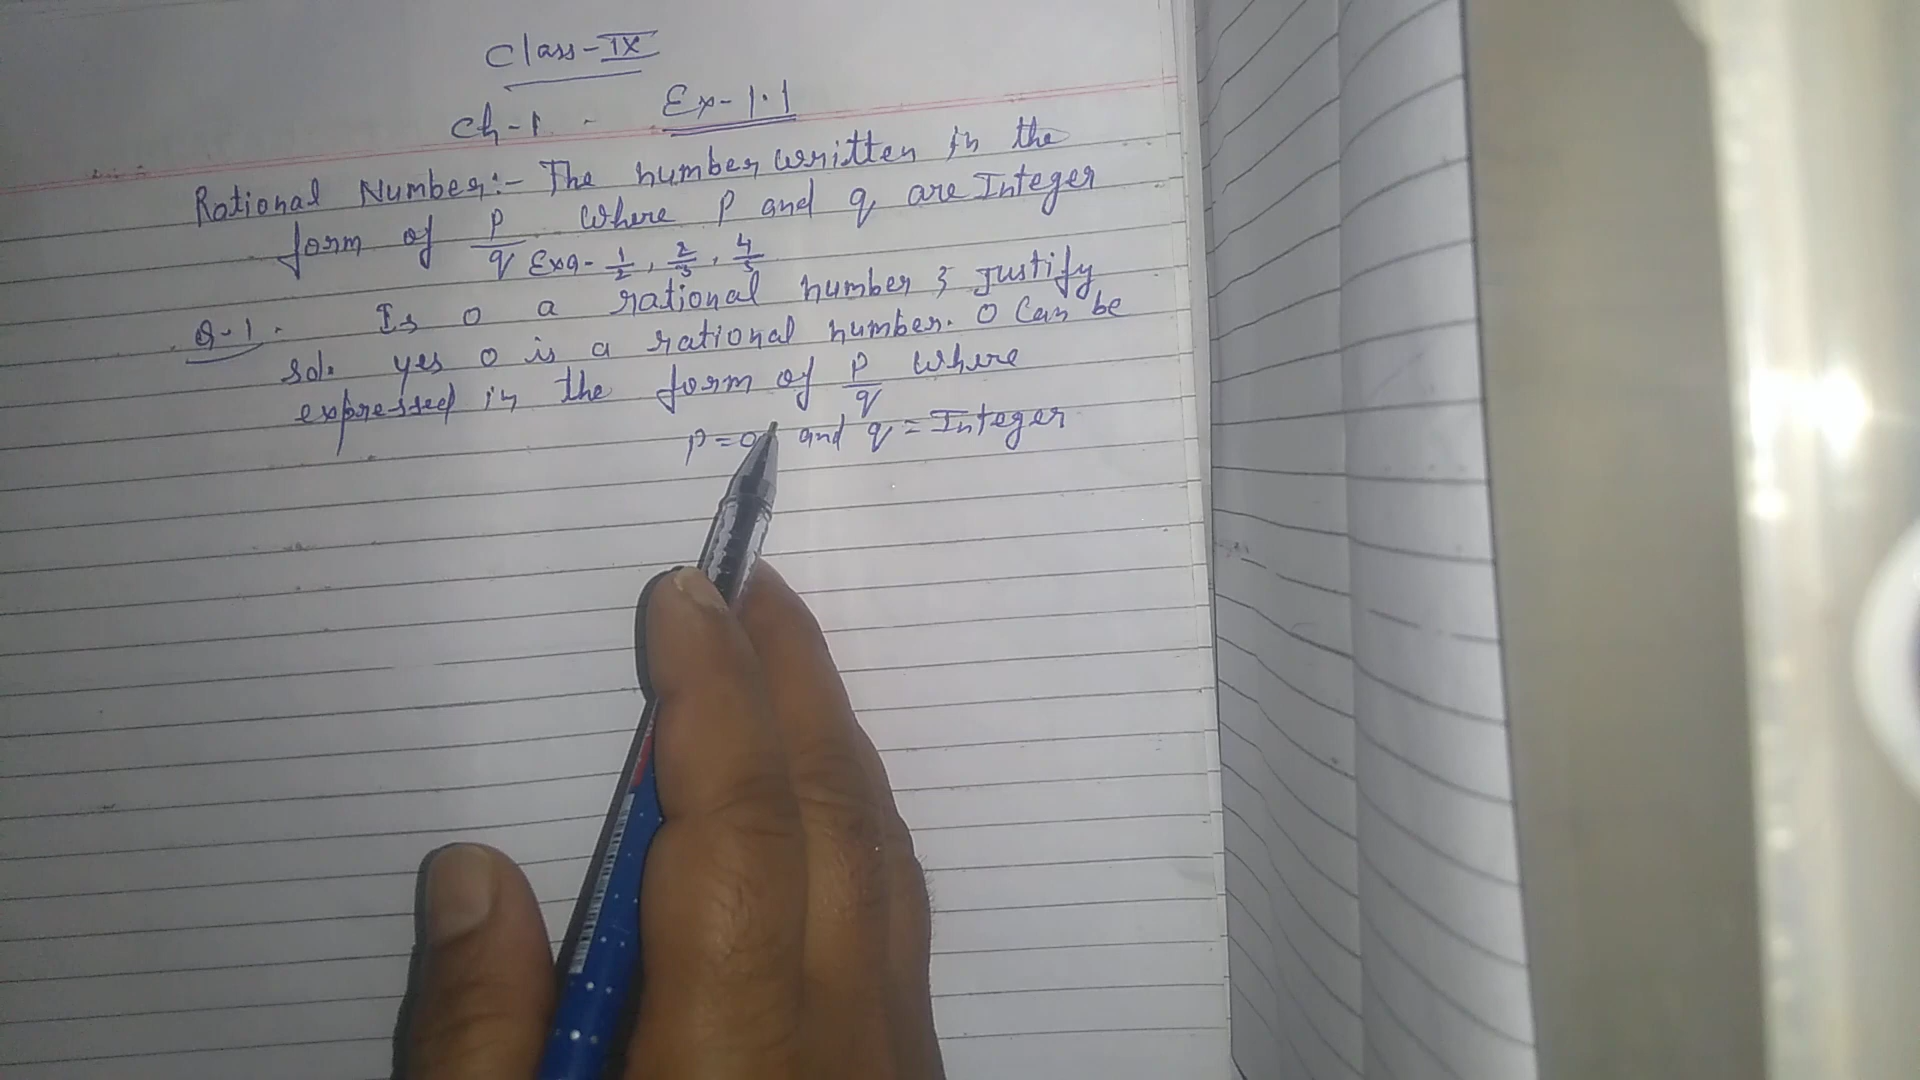 Class-IX
Ch-1. Ex-1.1
Rational Number:- The number written in the
form of p/q where p and q are Integer
Exa- 1/2, 2/3, 4/5
Q-1. Is 0 a rational number ; Justify
Sol. yes 0 is a rational number. 0 can be
expressed in the form of p/q where
p=0 and q = Integer